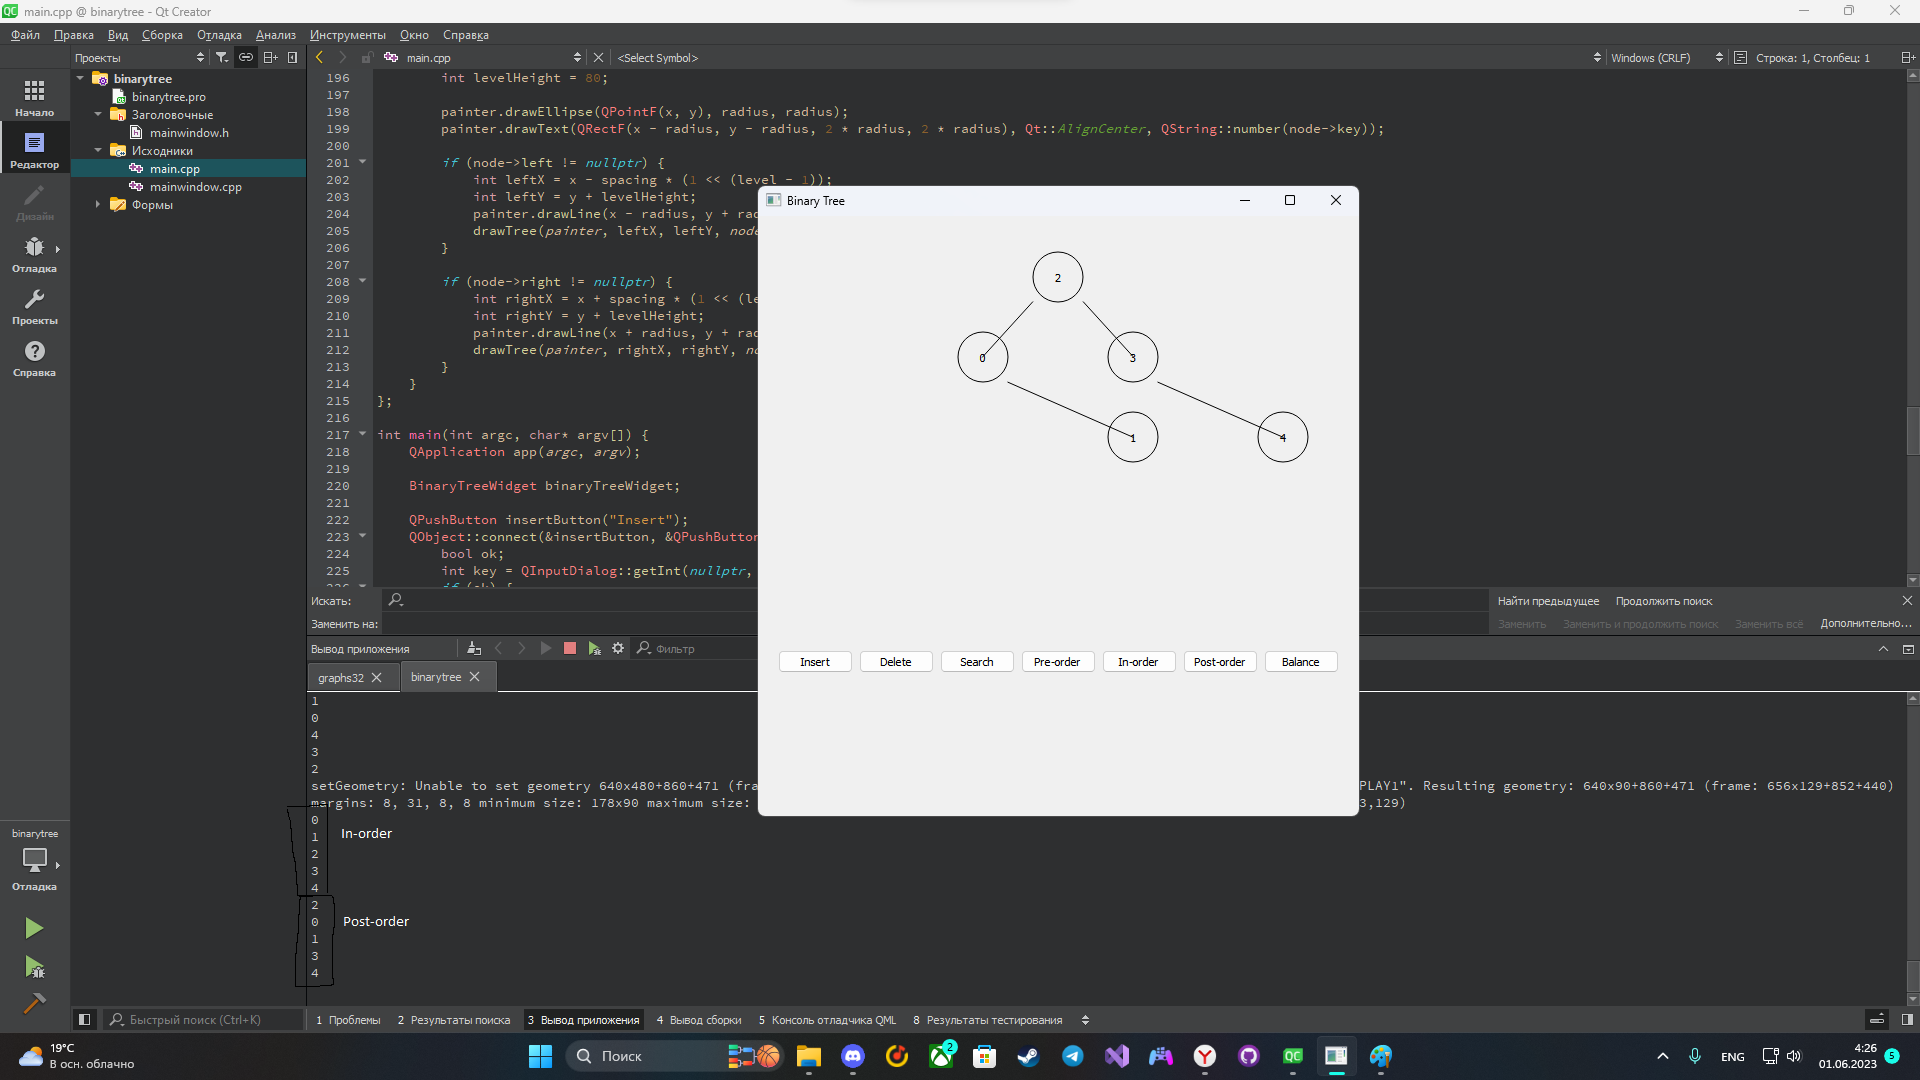 main.cpp @ binarytree - Qt Creator
Файл Правка Вид Сборка Отладка Анализ Инструменты Окно Справка
Проекты
main.cpp
<Select Symbol>
Windows (CRLF)
Строка: 1, Столбец: 1
Начало
Редактор
Дизайн
Отладка
Проекты
Справка
binarytree
binarytree.pro
Заголовочные
mainwindow.h
Исходники
main.cpp
mainwindow.cpp
Формы
196 int levelHeight = 80;
197
198 painter.drawEllipse(QPointF(x, y), radius, radius);
199 painter.drawText(QRectF(x - radius, y - radius, 2 * radius, 2 * radius), Qt::AlignCenter, QString::number(node->key));
200
201 if (node->left != nullptr) {
202 int leftX = x - spacing * (1 << (level - 1));
203 int leftY = y + levelHeight;
204 painter.drawLine(x - radius, y + rad
205 drawTree(painter, leftX, leftY, node
206 }
207
208 if (node->right != nullptr) {
209 int rightX = x + spacing * (1 << (le
210 int rightY = y + levelHeight;
211 painter.drawLine(x + radius, y + rad
212 drawTree(painter, rightX, rightY, no
213 }
214 }
215 };
216
217 int main(int argc, char* argv[]) {
218 QApplication app(argc, argv);
219
220 BinaryTreeWidget binaryTreeWidget;
221
222 QPushButton insertButton("Insert");
223 QObject::connect(&insertButton, &QPushButton
224 bool ok;
225 int key = QInputDialog::getInt(nullptr,
226 if (ok) {
Binary Tree
2
0
3
1
4
Insert Delete Search Pre-order In-order Post-order Balance
Искать:
Найти предыдущее Продолжить поиск
Заменить на:
Заменить Заменить и продолжить поиск Заменить всё Дополнительно...
Вывод приложения
Фильтр
graphs32
binarytree
1
0
4
3
2
setGeometry: Unable to set geometry 640x480+860+471 (fra
PLAY1". Resulting geometry: 640x90+860+471 (frame: 656x129+852+440)
margins: 8, 31, 8, 8 minimum size: 178x90 maximum size:
3,129)
0
1 In-order
2
3
4
2
0 Post-order
1
3
4
binarytree
Отладка
Быстрый поиск (Ctrl+K)
1 Проблемы 2 Результаты поиска 3 Вывод приложения 4 Вывод сборки 5 Консоль отладчика QML 8 Результаты тестирования
19°C
В осн. облачно
Поиск
2
QC
ENG
4:26
01.06.2023
5